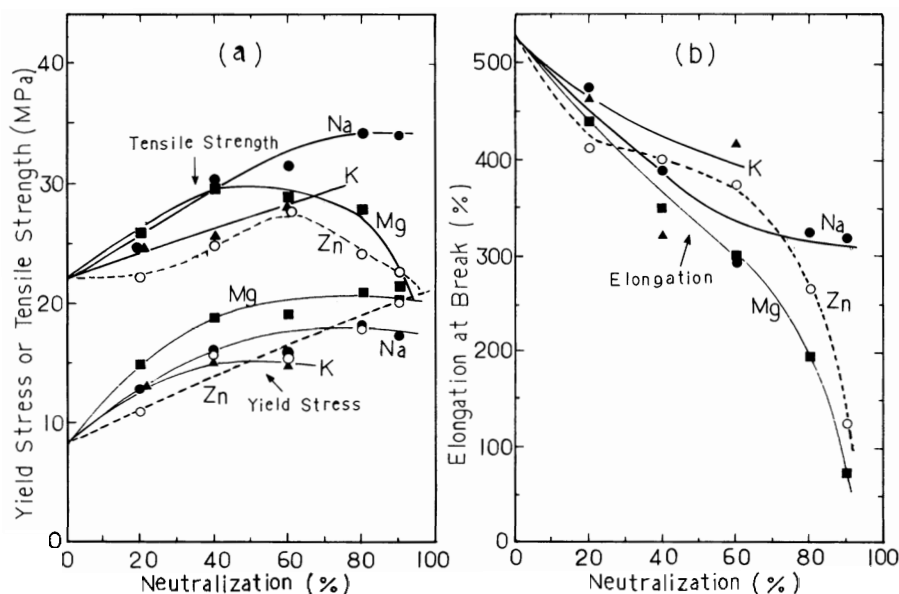 (a)
Yield Stress or Tensile Strength (MPa)
40
30
20
10
0
Tensile Strength
Na
K
Mg
Zn
Mg
Na
K
Zn
Yield Stress
0 20 40 60 80 100
Neutralization (%)
(b)
Elongation at Break (%)
500
400
300
200
100
0
K
Na
Elongation
Zn
Mg
0 20 40 60 80 100
Neutralization (%)